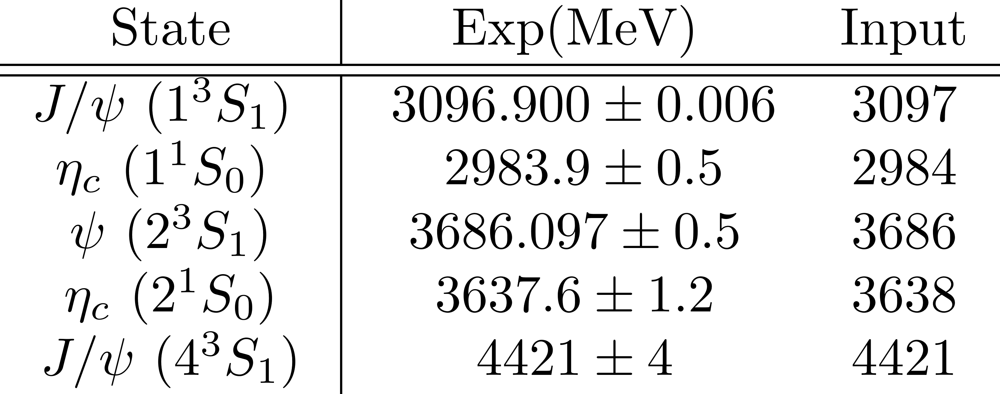 State Exp(MeV) Input
J/ψ (1³S₁) 3096.900 ± 0.006 3097
η_c (1¹S₀) 2983.9 ± 0.5 2984
ψ (2³S₁) 3686.097 ± 0.5 3686
η_c (2¹S₀) 3637.6 ± 1.2 3638
J/ψ (4³S₁) 4421 ± 4 4421